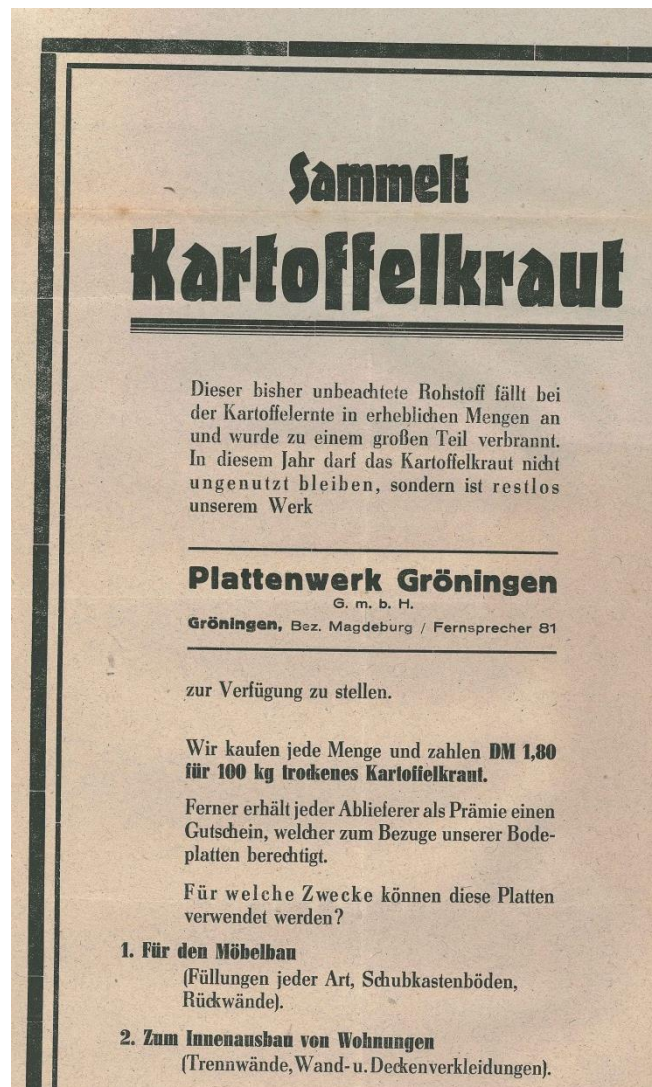 Sammelt
Kartoffelkraut
Dieser bisher unbeachtete Rohstoff fällt bei
der Kartoffelernte in erheblichen Mengen an
und wurde zu einem großen Teil verbrannt.
In diesem Jahr darf das Kartoffelkraut nicht
ungenutzt bleiben, sondern ist restlos
unserem Werk
Plattenwerk Gröningen
G. m. b. H.
Gröningen, Bez. Magdeburg / Fernsprecher 81
zur Verfügung zu stellen.
Wir kaufen jede Menge und zahlen DM 1,80
für 100 kg trockenes Kartoffelkraut.
Ferner erhält jeder Ablieferer als Prämie einen
Gutschein, welcher zum Bezuge unserer Bode-
platten berechtigt.
Für welche Zwecke können diese Platten
verwendet werden?
1. Für den Möbelbau
(Füllungen jeder Art, Schubkastenböden,
Rückwände).
2. Zum Innenausbau von Wohnungen
(Trennwände, Wand- u. Deckenverkleidungen).